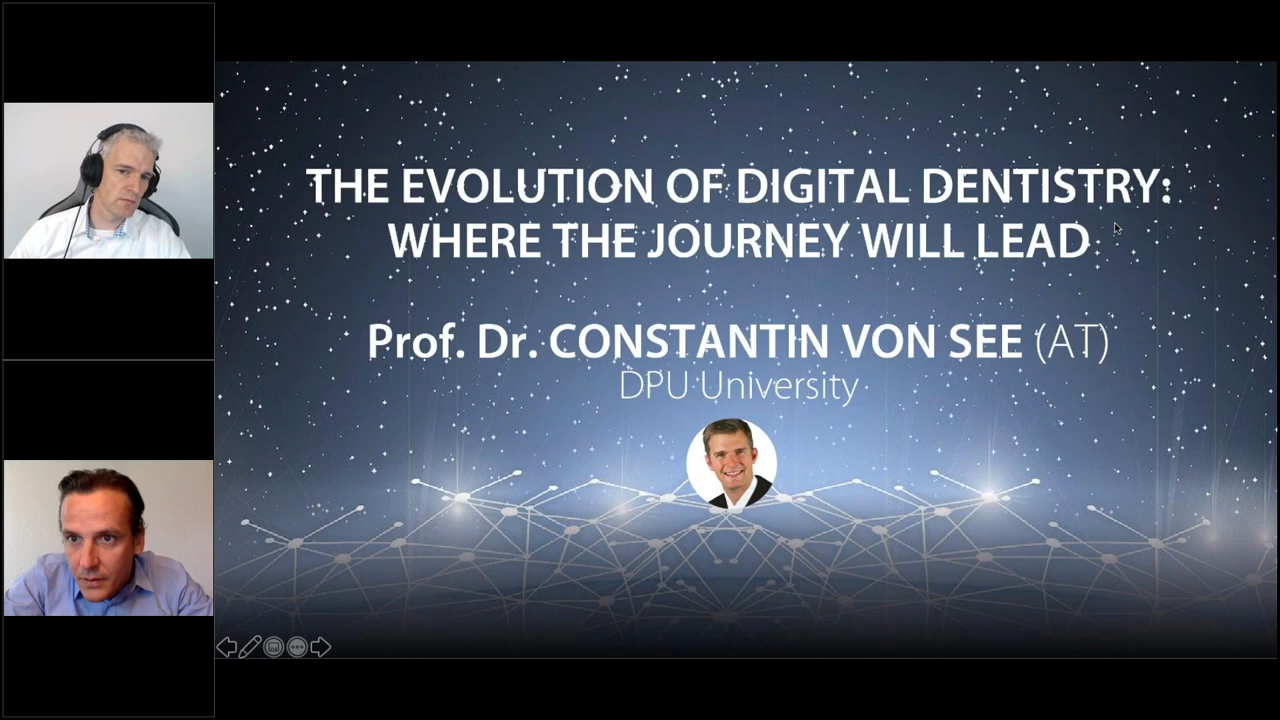 THE EVOLUTION OF DIGITAL DENTISTRY:
WHERE THE JOURNEY WILL LEAD
Prof. Dr. CONSTANTIN VON SEE (AT)
DPU University